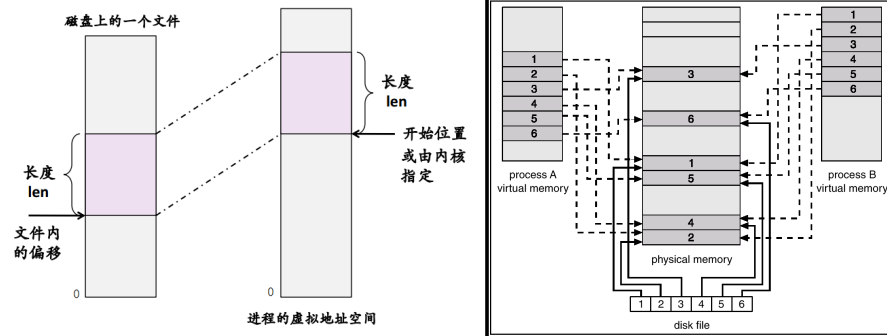 磁盘上的一个文件
长度
len
文件内
的偏移
0
长度
len
开始位置
或由内核
指定
0
进程的虚拟地址空间
1
2
3
4
5
6
process A
virtual memory
3
6
1
5
4
2
physical memory
1
2
3
4
5
6
process B
virtual memory
1 2 3 4 5 6
disk file